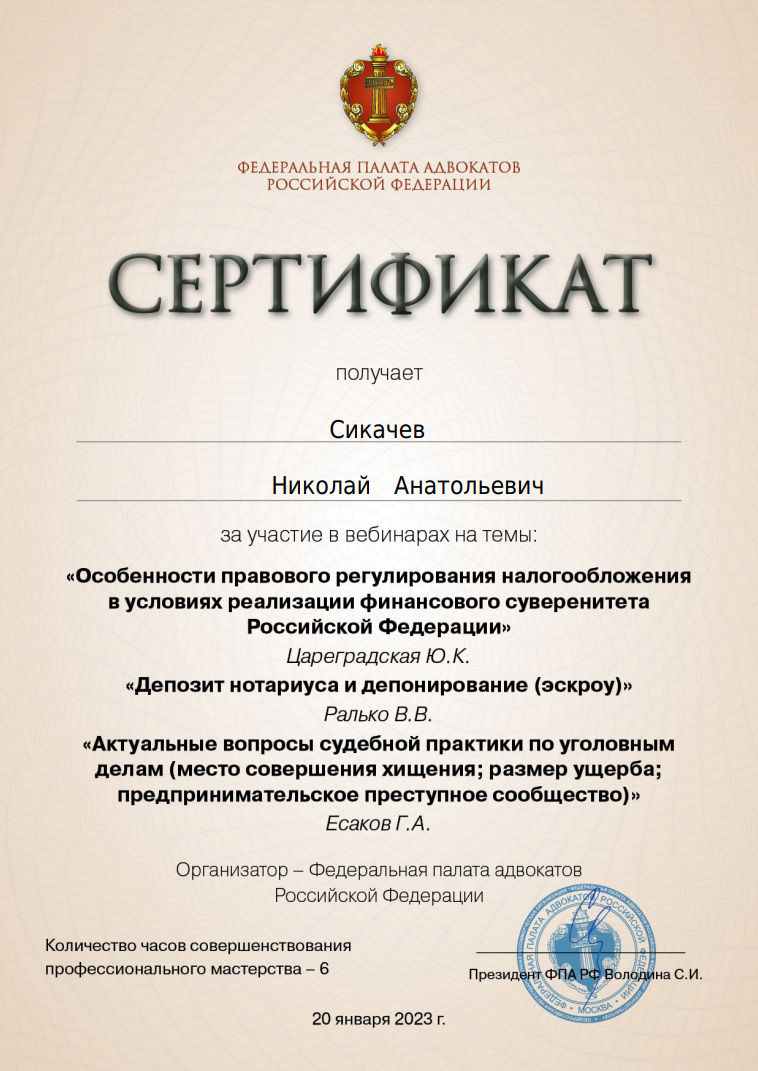 ЗАКОНЪ
ФЕДЕРАЛЬНАЯ ПАЛАТА АДВОКАТОВ
РОССИЙСКОЙ ФЕДЕРАЦИИ
СЕРТИФИКАТ
получает
Сикачев
Николай Анатольевич
за участие в вебинарах на темы:
«Особенности правового регулирования налогообложения
в условиях реализации финансового суверенитета
Российской Федерации»
Цареградская Ю.К.
«Депозит нотариуса и депонирование (эскроу)»
Ралько В.В.
«Актуальные вопросы судебной практики по уголовным
делам (место совершения хищения; размер ущерба;
предпринимательское преступное сообщество)»
Есаков Г.А.
Организатор – Федеральная палата адвокатов
Российской Федерации
Количество часов совершенствования
профессионального мастерства – 6
ФЕДЕРАЛЬНАЯ ПАЛАТА АДВОКАТОВ РОССИЙСКОЙ ФЕДЕРАЦИИ • МОСКВА •
Президент ФПА РФ Володина С.И.
20 января 2023 г.